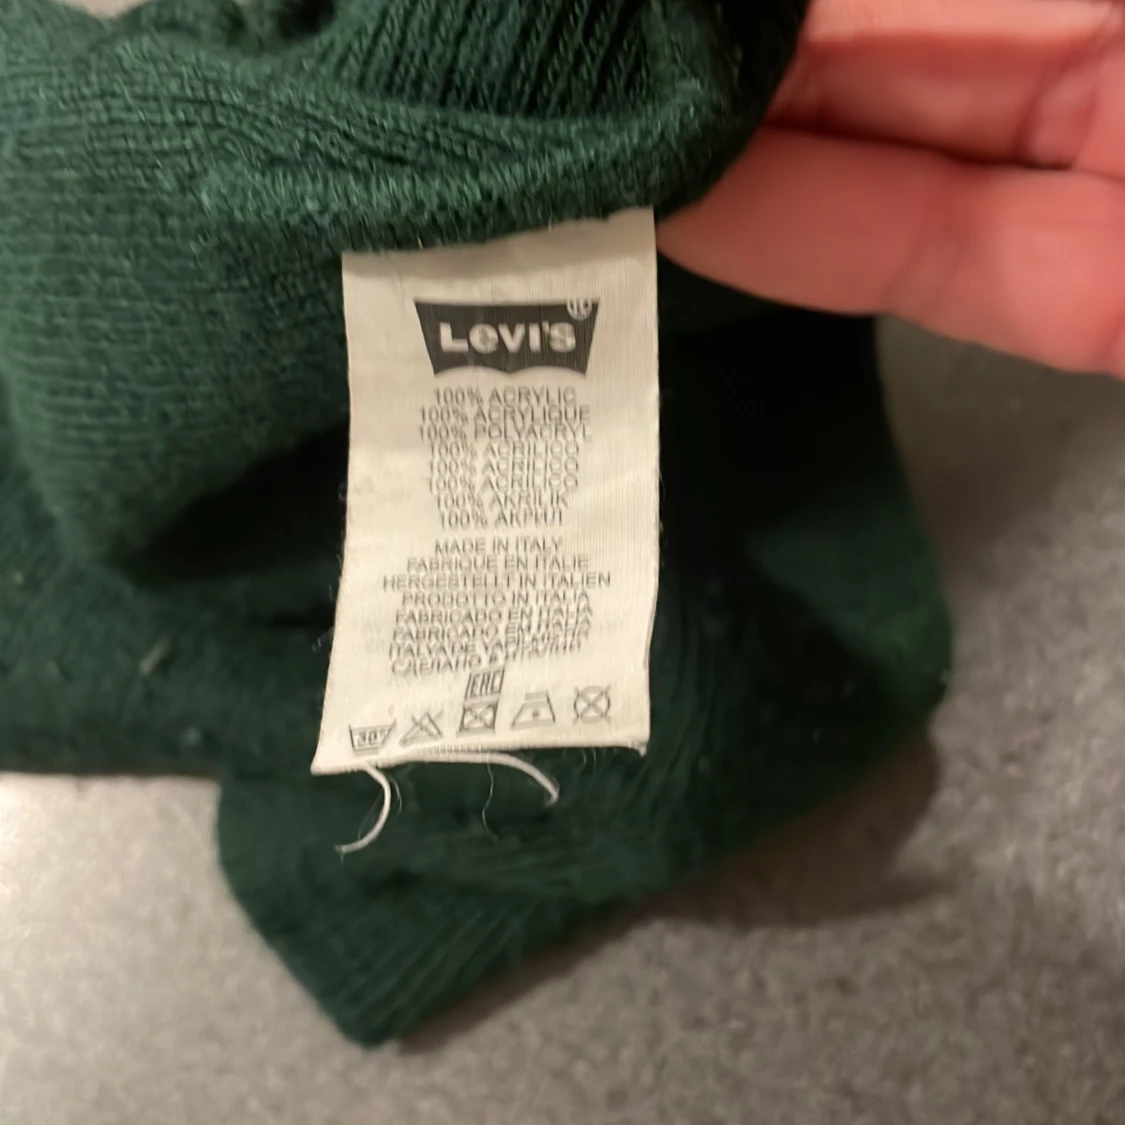 Levi's
100% ACRYLIC
100% ACRYLIQUE
100% POLYACRYL
100% ACRILICO
100% ACRILICO
100% ACRILICO
100% AKRILIK
100% АКРИЛ
MADE IN ITALY
FABRIQUE EN ITALIE
HERGESTELLT IN ITALIEN
PRODOTTO IN ITALIA
FABRICADO EN ITALIA
FABRICADO EM ITALIA
ITALYADE
СДЕЛАНО В
EAC
30°